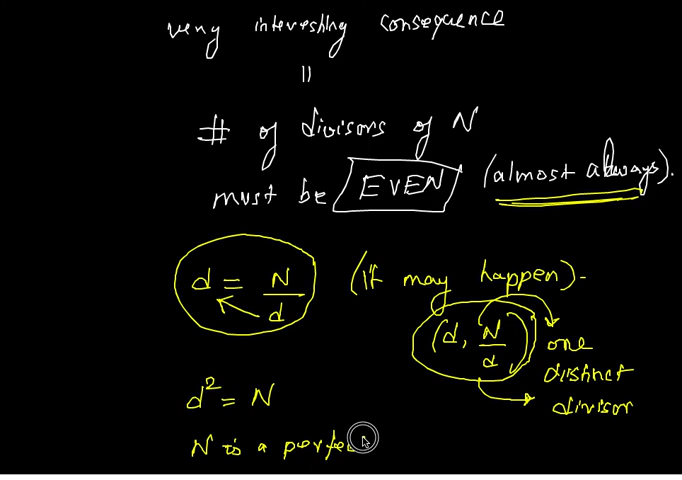 very interesting consequence
||
# of divisors of N
must be EVEN (almost always).
d = N/d (it may happen).
(d, N/d) one
distinct
divisor
d² = N
N is a perfe